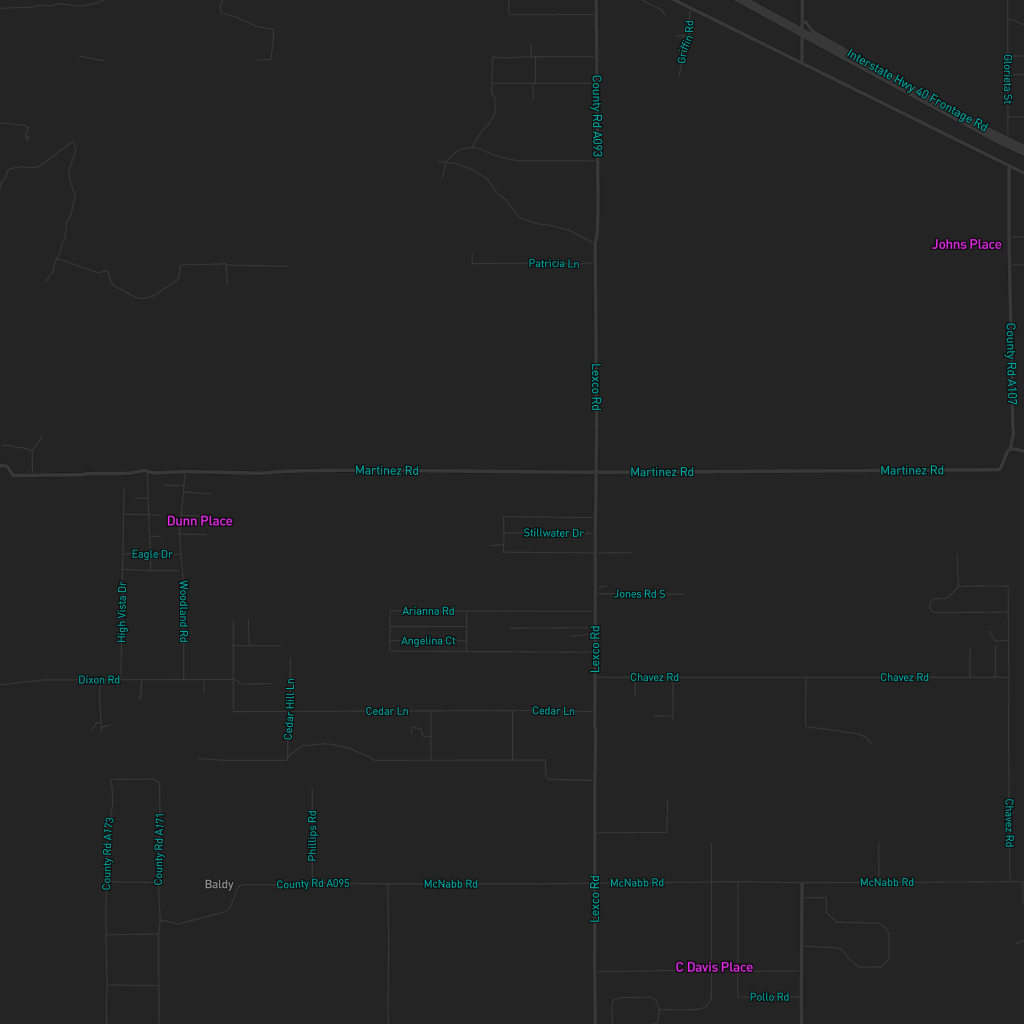 Griffin Rd
Interstate Hwy 40 Frontage Rd
Glorieta St
County Rd A093
Johns Place
Patricia Ln
County Rd A107
Lexco Rd
Martinez Rd
Martinez Rd
Martinez Rd
Dunn Place
Stillwater Dr
Eagle Dr
High Vista Dr
Woodland Rd
Jones Rd S
Arianna Rd
Angelina Ct
Lexco Rd
Dixon Rd
Chavez Rd
Chavez Rd
Cedar Hill Ln
Cedar Ln
Cedar Ln
Chavez Rd
Phillips Rd
County Rd A173
County Rd A171
Baldy
County Rd A095
McNabb Rd
Lexco Rd
McNabb Rd
McNabb Rd
C Davis Place
Pollo Rd